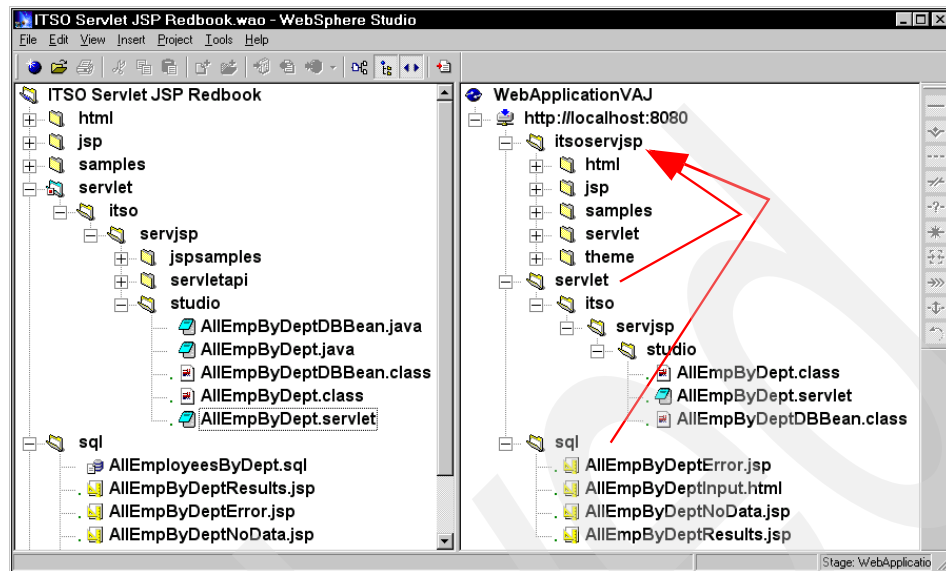 ITSO Servlet JSP Redbook.wao - WebSphere Studio
File Edit View Insert Project Tools Help
ITSO Servlet JSP Redbook
html
jsp
samples
servlet
itso
servjsp
jspsamples
servletapi
studio
AllEmpByDeptDBBean.java
AllEmpByDept.java
AllEmpByDeptDBBean.class
AllEmpByDept.class
AllEmpByDept.servlet
sql
AllEmployeesByDept.sql
AllEmpByDeptResults.jsp
AllEmpByDeptError.jsp
AllEmpByDeptNoData.jsp
WebApplicationVAJ
http://localhost:8080
itsoservjsp
html
jsp
samples
servlet
theme
servlet
itso
servjsp
studio
AllEmpByDept.class
AllEmpByDept.servlet
AllEmpByDeptDBBean.class
sql
AllEmpByDeptError.jsp
AllEmpByDeptInput.html
AllEmpByDeptNoData.jsp
AllEmpByDeptResults.jsp
Stage: WebApplicatio